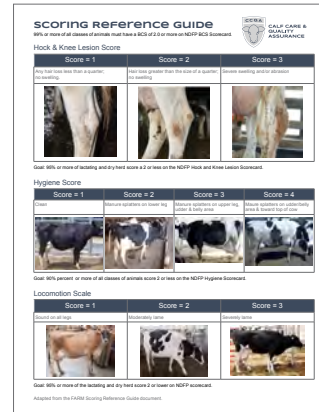 SCORING REFERENCE GUIDE
99% or more of all classes of animals must have a BCS of 2.0 or more on NDFP BCS Scorecard.
CCQA
CALF CARE &
QUALITY
ASSURANCE
Hock & Knee Lesion Score
Score = 1
Score = 2
Score = 3
Any hair loss less than a quarter;
no swelling
Hair loss greater than the size of a quarter;
no swelling
Severe swelling and/or abrasion
Goal: 95% or more of lactating and dry herd score a 2 or less on the NDFP Hock and Knee Lesion Scorecard.
Hygiene Score
Score = 1
Score = 2
Score = 3
Score = 4
Clean
Manure splatters on lower leg
Manure splatters on upper leg,
udder & belly area
Maure splatters on udder/belly
area & toward top of cow
Goal: 90% percent or more of all classes of animals score 2 or less on the NDFP Hygiene Scorecard.
Locomotion Scale
Score = 1
Score = 2
Score = 3
Sound on all legs
Moderately lame
Severely lame
Goal: 95% or more of the lactating and dry herd score 2 or lower on NDFP scorecard.
Adapted from the FARM Scoring Reference Guide document.